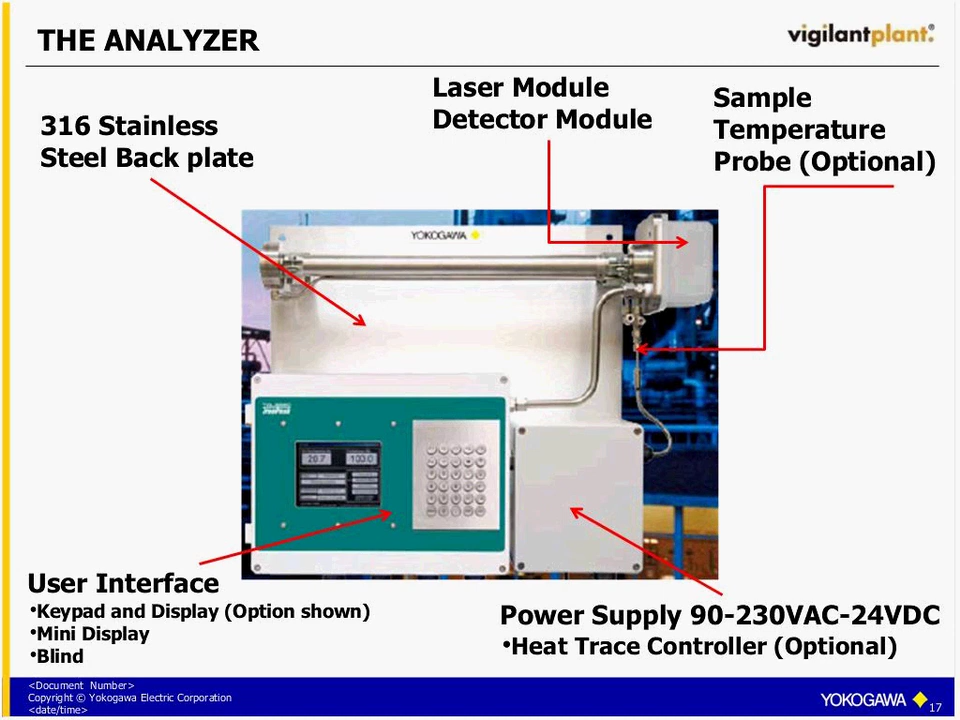 THE ANALYZER
vigilantplant.®
316 Stainless
Steel Back plate
Laser Module
Detector Module
Sample
Temperature
Probe (Optional)
YOKOGAWA
26.7 100.0
User Interface
•Keypad and Display (Option shown)
•Mini Display
•Blind
Power Supply 90-230VAC-24VDC
•Heat Trace Controller (Optional)
<Document Number>
Copyright © Yokogawa Electric Corporation
<date/time>
YOKOGAWA
17